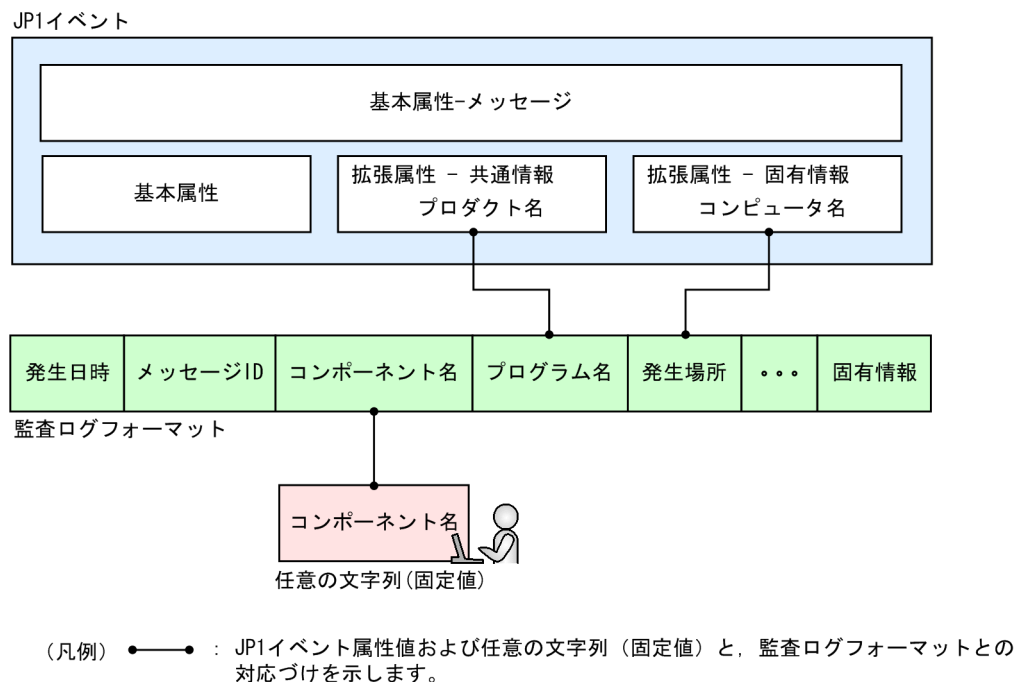 JP1イベント
基本属性-メッセージ
基本属性
拡張属性 - 共通情報
プロダクト名
拡張属性 - 固有情報
コンピュータ名
発生日時
メッセージID
コンポーネント名
プログラム名
発生場所
。。。
固有情報
監査ログフォーマット
コンポーネント名
任意の文字列(固定値)
(凡例) : JP1イベント属性値および任意の文字列(固定値)と,監査ログフォーマットとの
対応づけを示します。